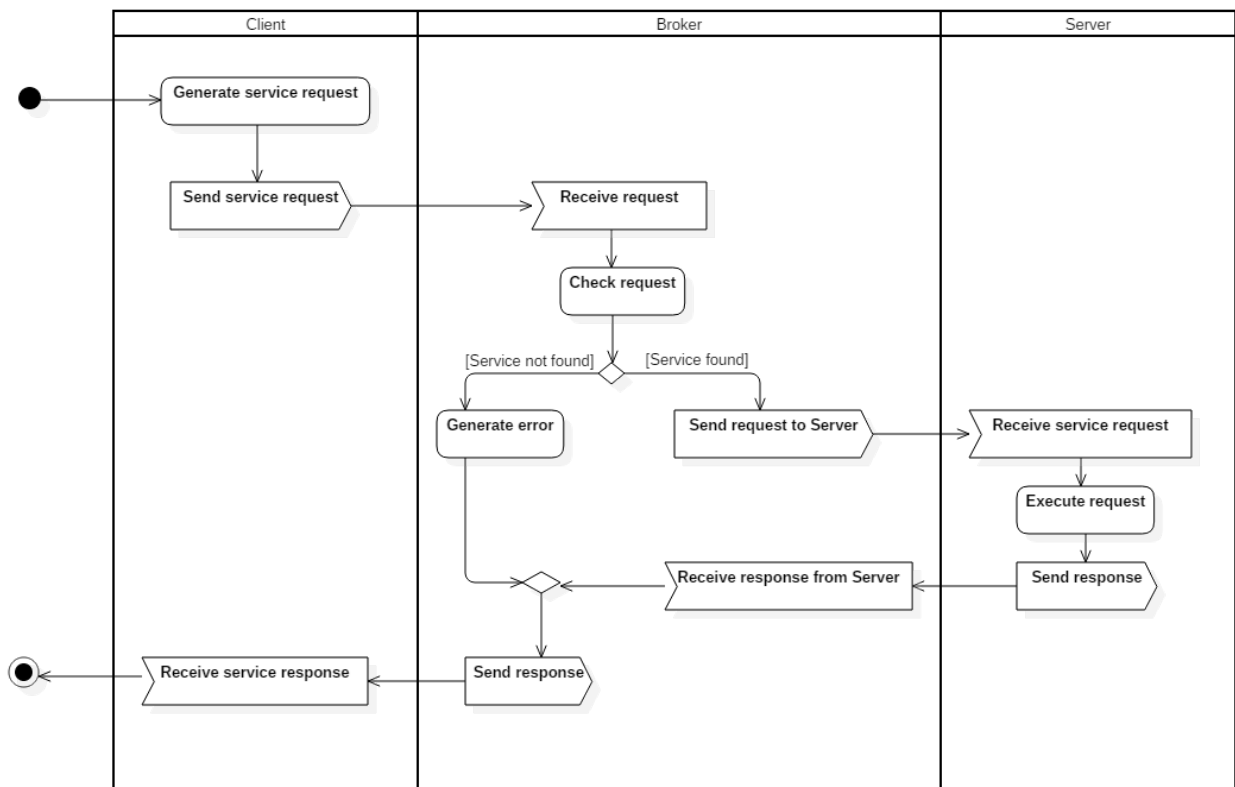 Client
Broker
Server
Generate service request
Send service request
Receive request
Check request
[Service not found]
[Service found]
Generate error
Send request to Server
Receive service request
Execute request
Receive response from Server
Send response
Receive service response
Send response